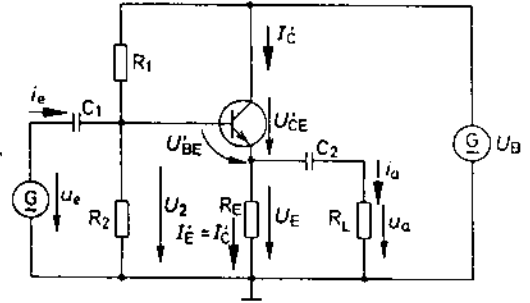 I'C
R1
ie
C1
U'CE
G
UB
U'BE
C2
ia
G
ue
R2
U2
RE
UE
RL
ua
I'E ≈ I'C